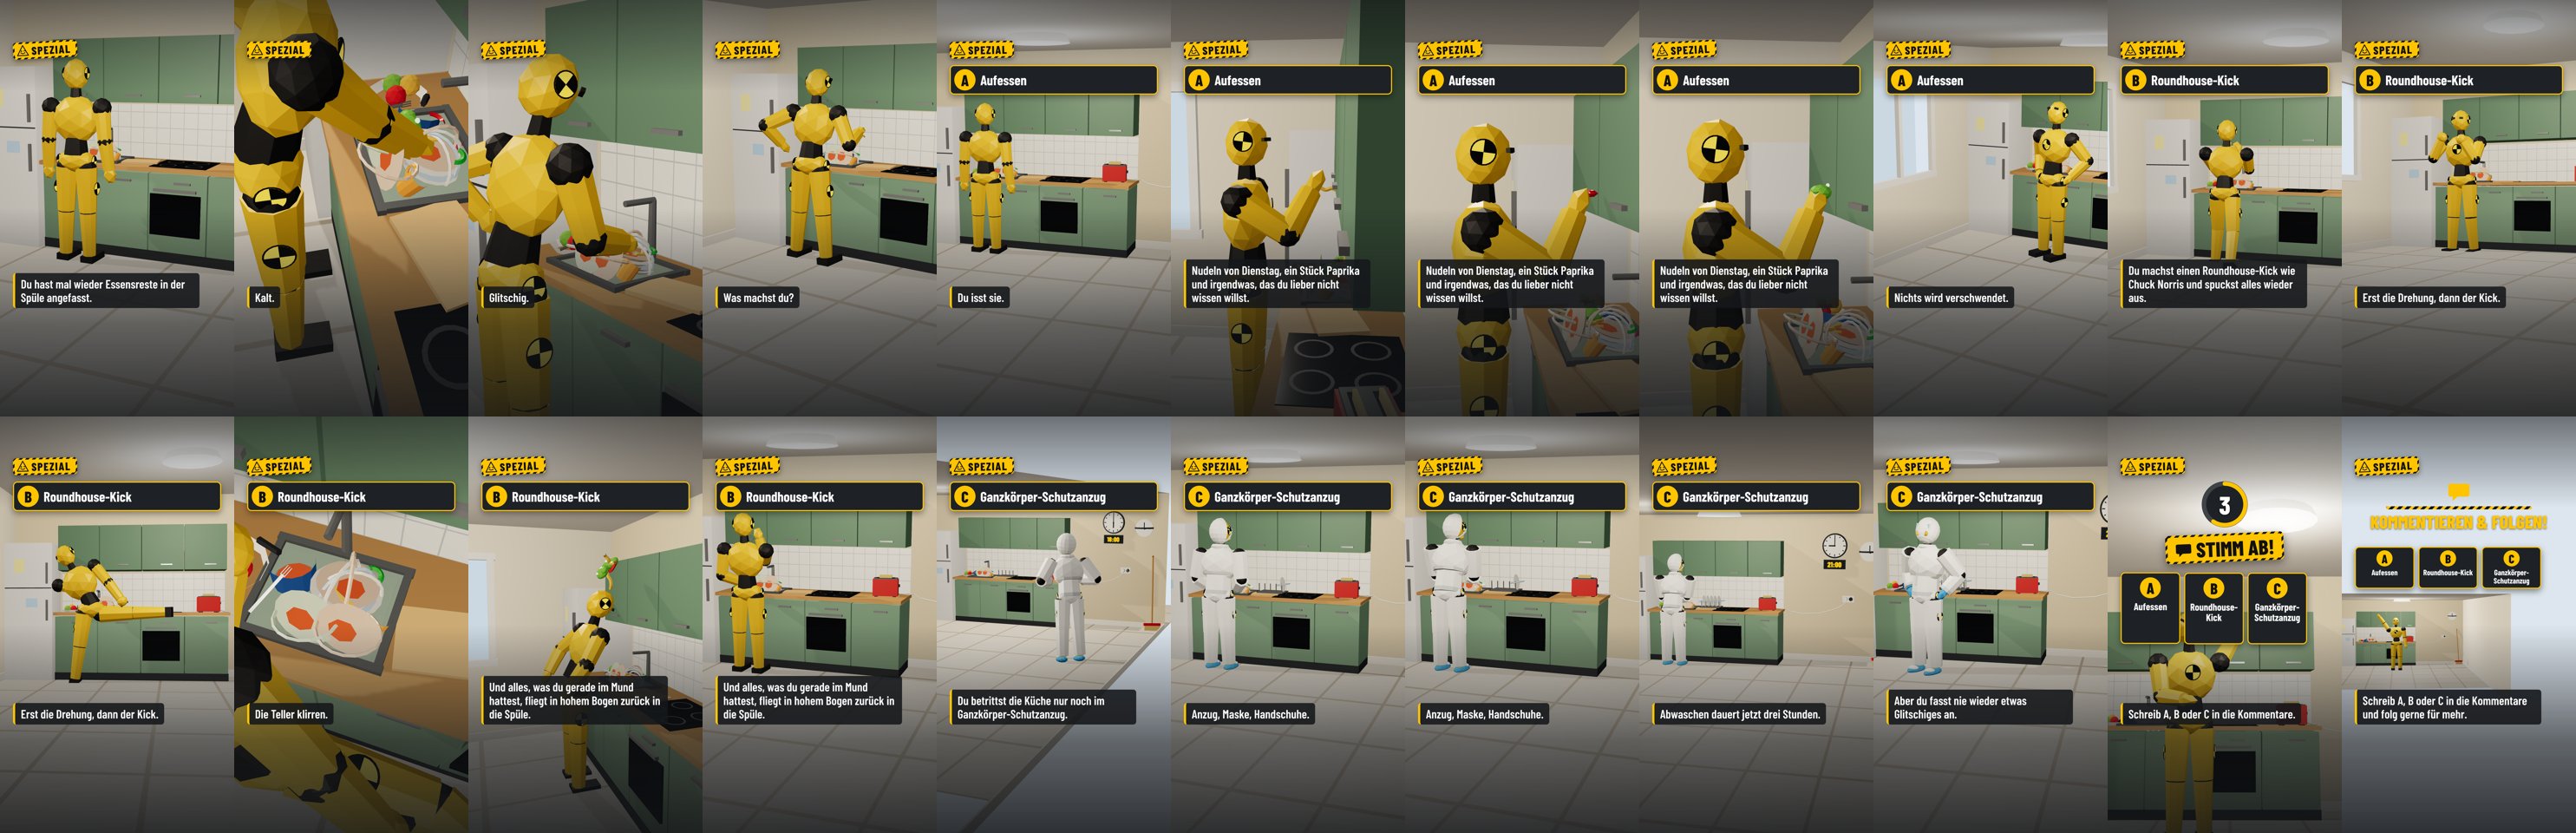 SPEZIAL
Du hast mal wieder Essensreste in der
Spüle angefasst.
SPEZIAL
Kalt.
SPEZIAL
Glitschig.
SPEZIAL
Was machst du?
SPEZIAL
A Aufessen
Du isst sie.
SPEZIAL
A Aufessen
Nudeln von Dienstag, ein Stück Paprika
und irgendwas, das du lieber nicht
wissen willst.
SPEZIAL
A Aufessen
Nudeln von Dienstag, ein Stück Paprika
und irgendwas, das du lieber nicht
wissen willst.
SPEZIAL
A Aufessen
Nudeln von Dienstag, ein Stück Paprika
und irgendwas, das du lieber nicht
wissen willst.
SPEZIAL
A Aufessen
Nichts wird verschwendet.
SPEZIAL
B Roundhouse-Kick
Du machst einen Roundhouse-Kick wie
Chuck Norris und spuckst alles wieder
aus.
SPEZIAL
B Roundhouse-Kick
Erst die Drehung, dann der Kick.
SPEZIAL
B Roundhouse-Kick
Erst die Drehung, dann der Kick.
SPEZIAL
B Roundhouse-Kick
Die Teller klirren.
SPEZIAL
B Roundhouse-Kick
Und alles, was du gerade im Mund
hattest, fliegt in hohem Bogen zurück in
die Spüle.
SPEZIAL
B Roundhouse-Kick
Und alles, was du gerade im Mund
hattest, fliegt in hohem Bogen zurück in
die Spüle.
SPEZIAL
C Ganzkörper-Schutzanzug
18:00
Du betrittst die Küche nur noch im
Ganzkörper-Schutzanzug.
SPEZIAL
C Ganzkörper-Schutzanzug
Anzug, Maske, Handschuhe.
SPEZIAL
C Ganzkörper-Schutzanzug
Anzug, Maske, Handschuhe.
SPEZIAL
C Ganzkörper-Schutzanzug
21:00
Abwaschen dauert jetzt drei Stunden.
SPEZIAL
C Ganzkörper-Schutzanzug
Aber du fasst nie wieder etwas
Glitschiges an.
SPEZIAL
3
STIMM AB!
A
Aufessen
B
Roundhouse-
Kick
C
Ganzkörper-
Schutzanzug
Schreib A, B oder C in die Kommentare.
SPEZIAL
KOMMENTIEREN & FOLGEN!
A
Aufessen
B
Roundhouse-Kick
C
Ganzkörper-
Schutzanzug
Schreib A, B oder C in die Kommentare
und folg gerne für mehr.